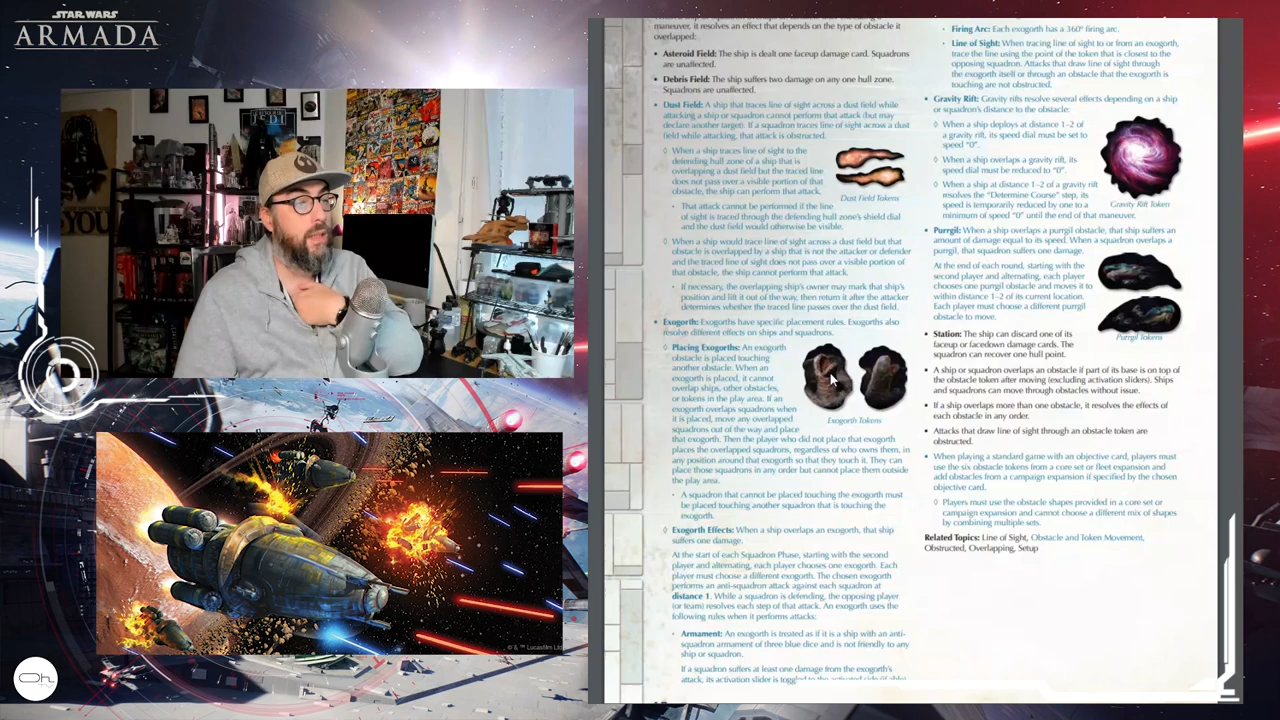 STAR WARS
ARMADA
YOU
© & ™ Lucasfilm Ltd
maneuver, it resolves an effect that depends on the type of obstacle it
overlapped:
• Asteroid Field: The ship is dealt one faceup damage card. Squadrons
are unaffected.
• Debris Field: The ship suffers two damage on any one hull zone.
Squadrons are unaffected.
• Dust Field: A ship that traces line of sight across a dust field while
attacking a ship or squadron cannot perform that attack (but may
declare another target). If a squadron traces line of sight across a dust
field while attacking, that attack is obstructed.
◊ When a ship traces line of sight to the
defending hull zone of a ship that is
overlapping a dust field but the traced line
does not pass over a visible portion of that
obstacle, the ship can perform that attack.
Dust Field Tokens
· That attack cannot be performed if the line
of sight is traced through the defending hull zone's shield dial
and the dust field would otherwise be visible.
◊ When a ship would trace line of sight across a dust field but that
obstacle is overlapped by a ship that is not the attacker or defender
and the traced line of sight does not pass over a visible portion of
that obstacle, the ship cannot perform that attack.
· If necessary, the overlapping ship's owner may mark that ship's
position and lift it out of the way, then return it after the attacker
determines whether the traced line passes over the dust field.
• Exogorth: Exogorths have specific placement rules. Exogorths also
resolve different effects on ships and squadrons.
◊ Placing Exogorths: An exogorth
obstacle is placed touching
another obstacle. When an
exogorth is placed, it cannot
overlap ships, other obstacles,
or tokens in the play area. If an
exogorth overlaps squadrons when
it is placed, move any overlapped
squadrons out of the way and place
Exogorth Tokens
that exogorth. Then the player who did not place that exogorth
places the overlapped squadrons, regardless of who owns them, in
any position around that exogorth so that they touch it. They can
place those squadrons in any order but cannot place them outside
the play area.
· A squadron that cannot be placed touching the exogorth must
be placed touching another squadron that is touching the
exogorth.
◊ Exogorth Effects: When a ship overlaps an exogorth, that ship
suffers one damage.
At the start of each Squadron Phase, starting with the second
player and alternating, each player chooses one exogorth. Each
player must choose a different exogorth. The chosen exogorth
performs an anti-squadron attack against each squadron at
distance 1. While a squadron is defending, the opposing player
(or team) resolves each step of that attack. An exogorth uses the
following rules when it performs attacks:
· Armament: An exogorth is treated as if it is a ship with an anti-
squadron armament of three blue dice and is not friendly to any
ship or squadron.
If a squadron suffers at least one damage from the exogorth's
attack, its activation slider is toggled to the activated side (if able).
· Firing Arc: Each exogorth has a 360° firing arc.
· Line of Sight: When tracing line of sight to or from an exogorth,
trace the line using the point of the token that is closest to the
opposing squadron. Attacks that draw line of sight through
the exogorth itself or through an obstacle that the exogorth is
touching are not obstructed.
• Gravity Rift: Gravity rifts resolve several effects depending on a ship
or squadron's distance to the obstacle:
◊ When a ship deploys at distance 1–2 of
a gravity rift, its speed dial must be set to
speed "0".
◊ When a ship overlaps a gravity rift, its
speed dial must be reduced to "0".
◊ When a ship at distance 1–2 of a gravity rift
resolves the "Determine Course" step, its
speed is temporarily reduced by one to a
minimum of speed "0" until the end of that maneuver.
Gravity Rift Token
• Purrgil: When a ship overlaps a purrgil obstacle, that ship suffers an
amount of damage equal to its speed. When a squadron overlaps a
purrgil, that squadron suffers one damage.
At the end of each round, starting with the
second player and alternating, each player
chooses one purrgil obstacle and moves it to
within distance 1–2 of its current location.
Each player must choose a different purrgil
obstacle to move.
Purrgil Tokens
• Station: The ship can discard one of its
faceup or facedown damage cards. The
squadron can recover one hull point.
• A ship or squadron overlaps an obstacle if part of its base is on top of
the obstacle token after moving (excluding activation sliders). Ships
and squadrons can move through obstacles without issue.
• If a ship overlaps more than one obstacle, it resolves the effects of
each obstacle in any order.
• Attacks that draw line of sight through an obstacle token are
obstructed.
• When playing a standard game with an objective card, players must
use the six obstacle tokens from a core set or fleet expansion and
add obstacles from a campaign expansion if specified by the chosen
objective card.
◊ Players must use the obstacle shapes provided in a core set or
campaign expansion and cannot choose a different mix of shapes
by combining multiple sets.
Related Topics: Line of Sight, Obstacle and Token Movement,
Obstructed, Overlapping, Setup